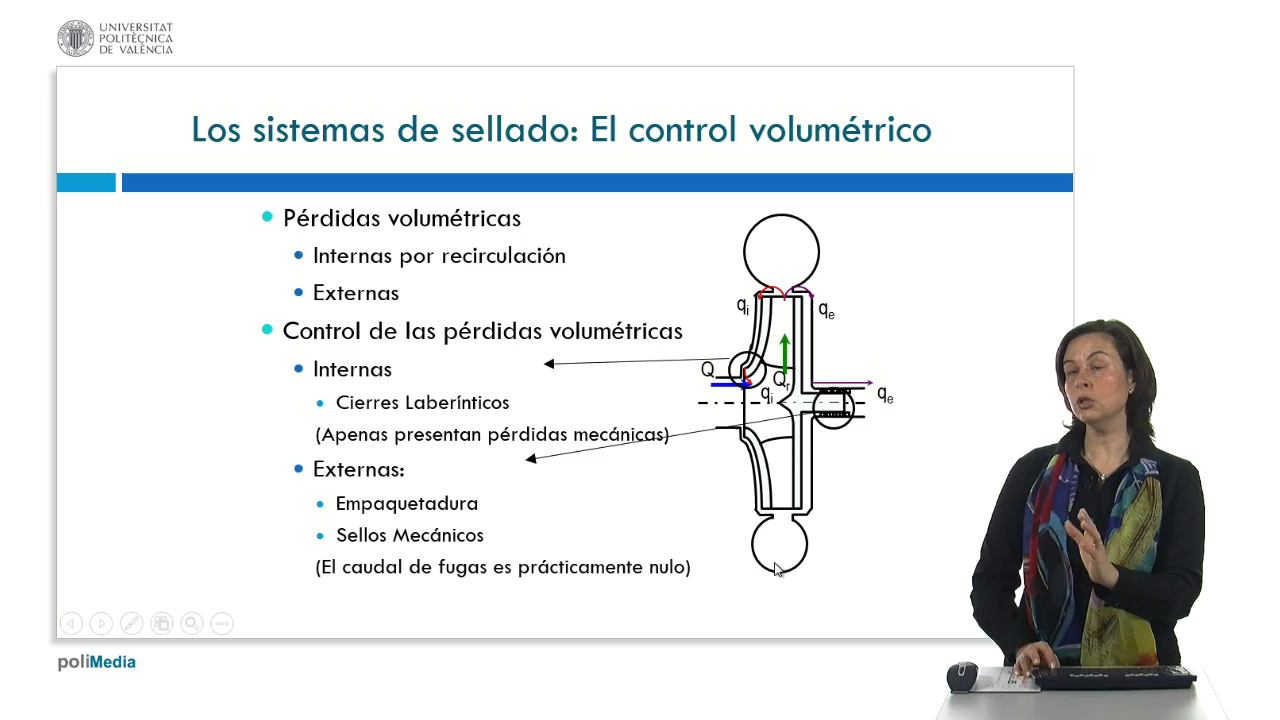 UNIVERSITAT
POLITÈCNICA
DE VALÈNCIA
Los sistemas de sellado: El control volumétrico
Pérdidas volumétricas
Internas por recirculación
Externas
Control de las pérdidas volumétricas
Internas
Cierres Laberínticos
(Apenas presentan pérdidas mecánicas)
Externas:
Empaquetadura
Sellos Mecánicos
(El caudal de fugas es prácticamente nulo)
qi
qe
Q
Qr
qi
qe
poliMedia